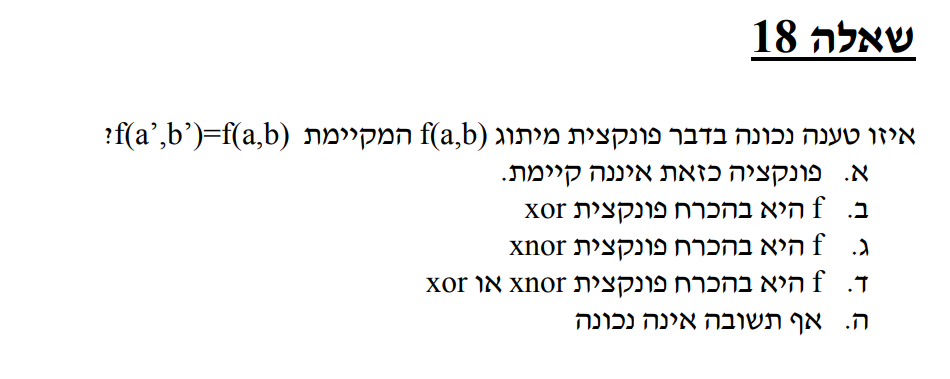 שאלה 18
איזו טענה נכונה בדבר פונקצית מיתוג f(a,b) המקיימת f(a’,b’)=f(a,b)?
א. פונקציה כזאת איננה קיימת.
ב. f היא בהכרח פונקצית xor
ג. f היא בהכרח פונקצית xnor
ד. f היא בהכרח פונקצית xnor או xor
ה. אף תשובה אינה נכונה